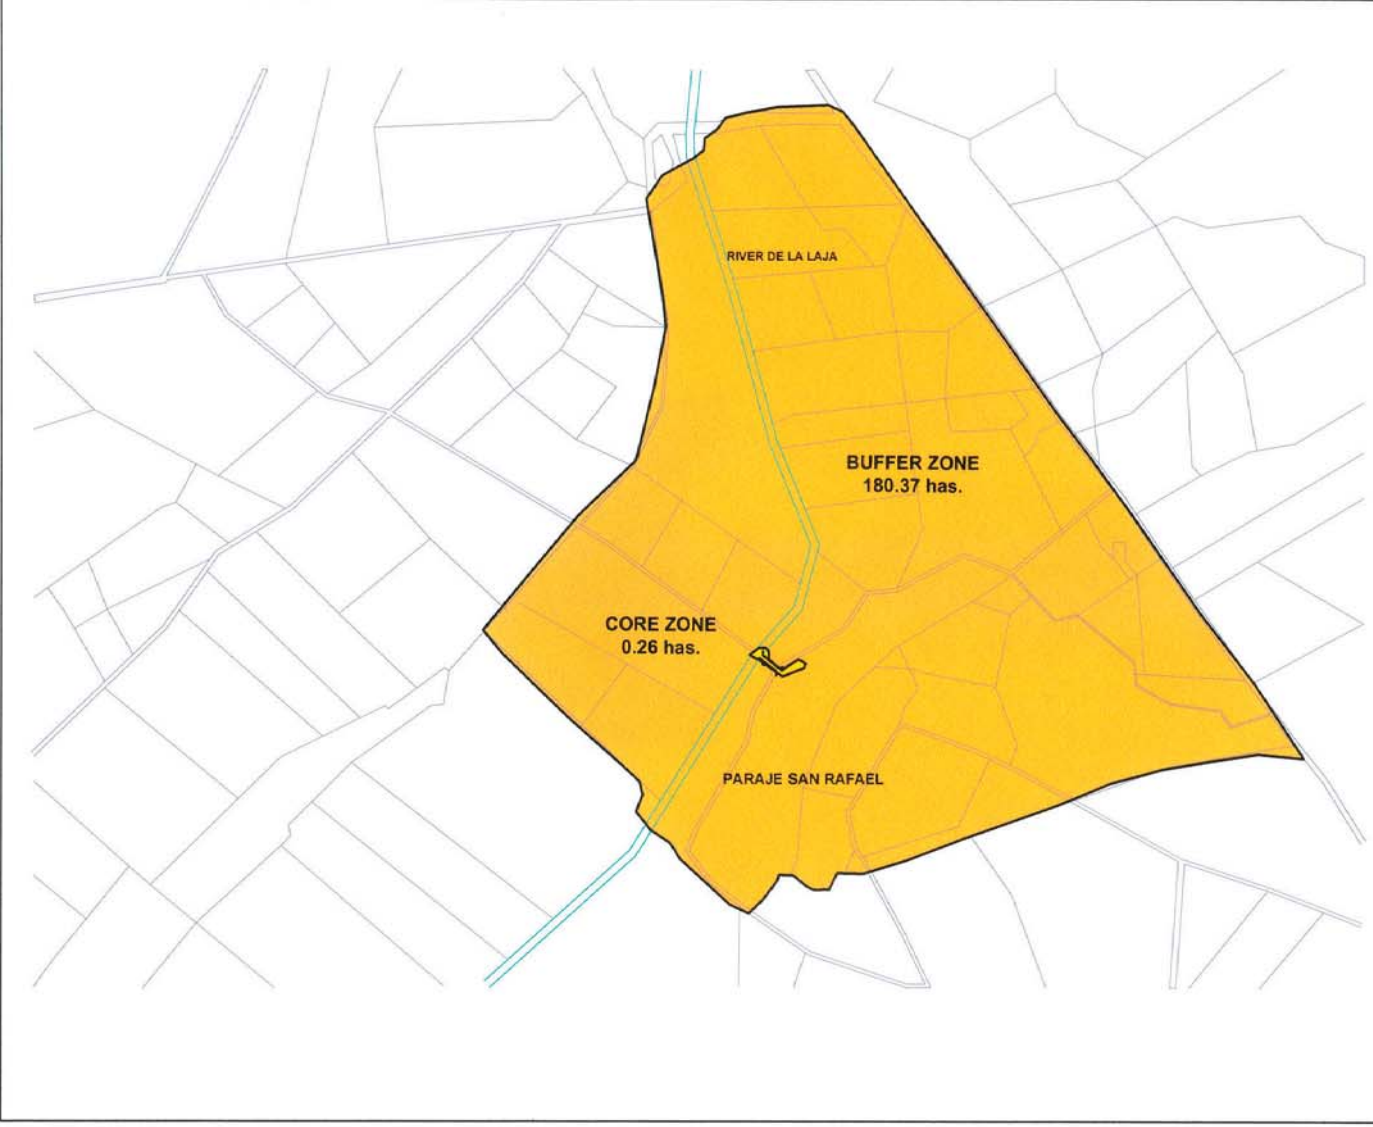 RIVER DE LA LAJA
BUFFER ZONE
180.37 has.
CORE ZONE
0.26 has.
PARAJE SAN RAFAEL